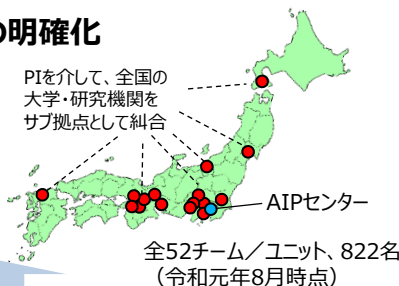 の明確化
PIを介して、全国の
大学・研究機関を
サブ拠点として糾合
AIPセンター
全52チーム／ユニット、822名
（令和元年8月時点）